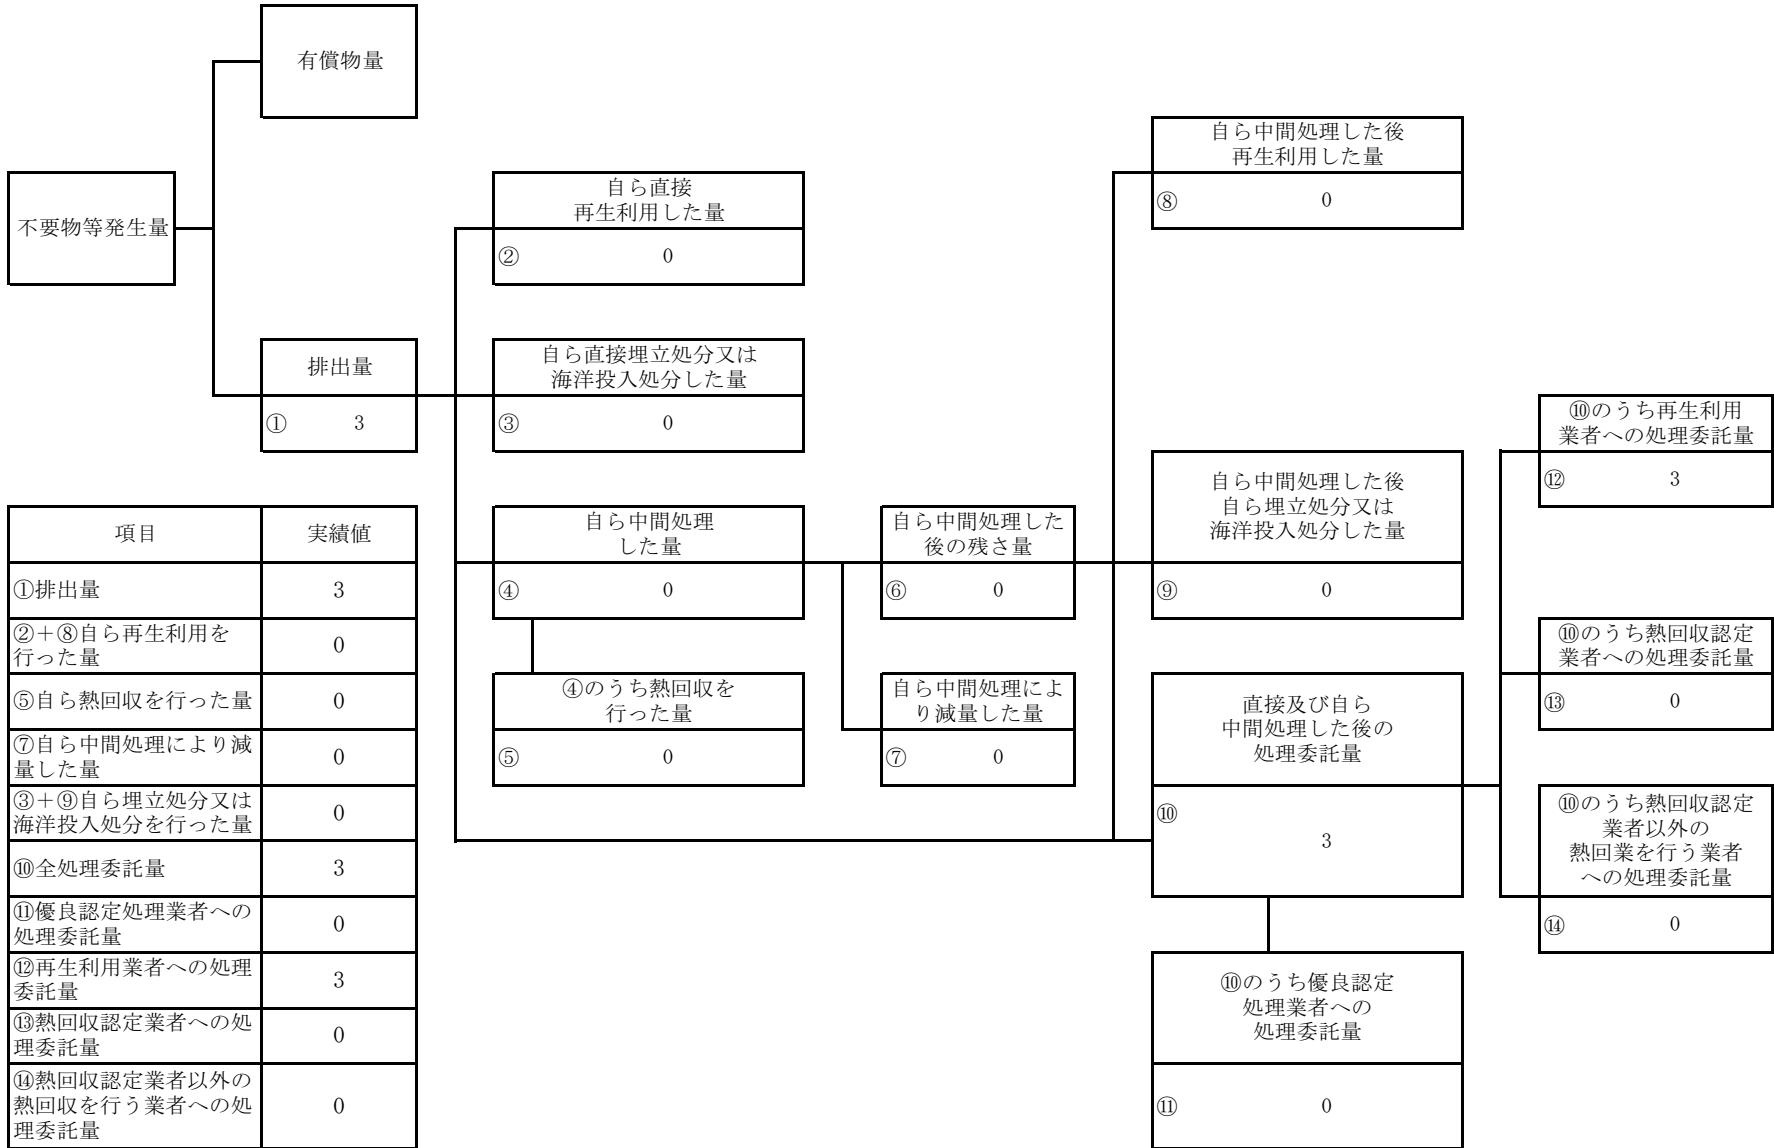 有償物量
不要物等発生量
排出量
① 3
自ら直接
再生利用した量
② 0
自ら直接埋立処分又は
海洋投入処分した量
③ 0
自ら中間処理
した量
④ 0
④のうち熱回収を
行った量
⑤ 0
自ら中間処理した
後の残さ量
⑥ 0
自ら中間処理によ
り減量した量
⑦ 0
自ら中間処理した後
再生利用した量
⑧ 0
自ら中間処理した後
自ら埋立処分又は
海洋投入処分した量
⑨ 0
直接及び自ら
中間処理した後の
処理委託量
⑩
3
⑩のうち優良認定
処理業者への
処理委託量
⑪ 0
⑩のうち再生利用
業者への処理委託量
⑫ 3
⑩のうち熱回収認定
業者への処理委託量
⑬ 0
⑩のうち熱回収認定
業者以外の
熱回業を行う業者
への処理委託量
⑭ 0
項目 実績値
①排出量 3
②＋⑧自ら再生利用を
行った量 0
⑤自ら熱回収を行った量 0
⑦自ら中間処理により減
量した量 0
③＋⑨自ら埋立処分又は
海洋投入処分を行った量 0
⑩全処理委託量 3
⑪優良認定処理業者への
処理委託量 0
⑫再生利用業者への処理
委託量 3
⑬熱回収認定業者への処
理委託量 0
⑭熱回収認定業者以外の
熱回収を行う業者への処 0
理委託量